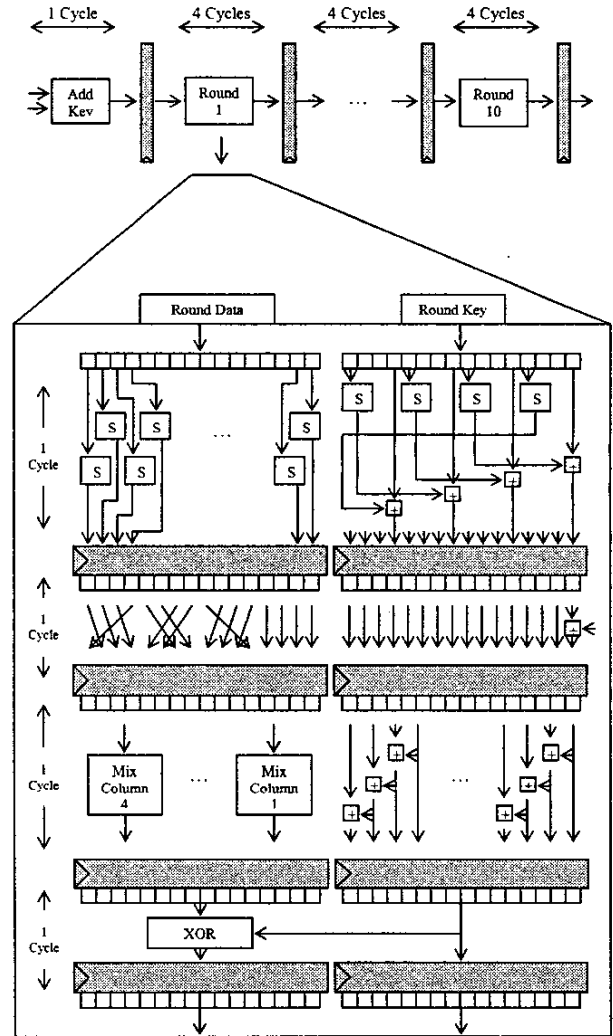 1 Cycle 4 Cycles 4 Cycles 4 Cycles
Add
Key
Round
1
...
Round
10
Round Data Round Key
S S S S
S S
...
S
S S S
+
+
+
+
1
Cycle
1
Cycle
+
1
Cycle
Mix
Column
4
...
Mix
Column
1
+
+
+
...
+
+
+
1
Cycle
XOR